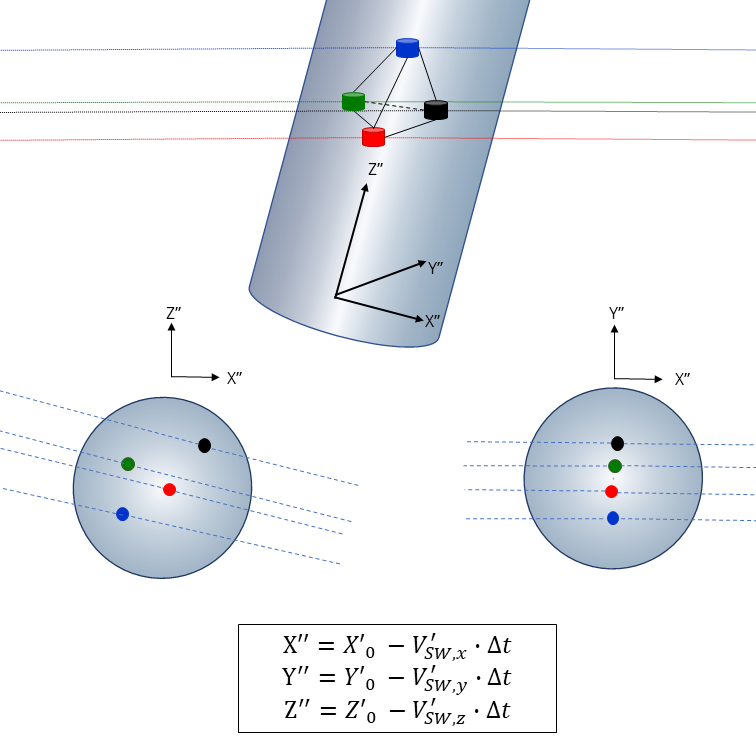 Z″
Y″
X″
Z″
X″
Y″
X″
X′′ = X′₀ − V′SW,x · Δt
Y′′ = Y′₀ − V′SW,y · Δt
Z′′ = Z′₀ − V′SW,z · Δt